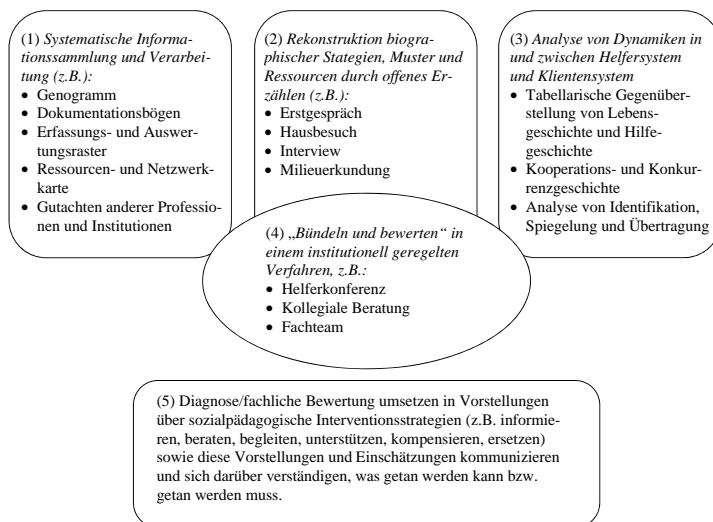 (1) Systematische Informa-
tionssammlung und Verarbei-
tung (z.B.):
• Genogramm
• Dokumentationsbögen
• Erfassungs- und Auswer-
tungsraster
• Ressourcen- und Netzwerk-
karte
• Gutachten anderer Professio-
nen und Institutionen
(2) Rekonstruktion biogra-
phischer Stategien, Muster und
Ressourcen durch offenes Er-
zählen (z.B.):
• Erstgespräch
• Hausbesuch
• Interview
• Milieuerkundung
(3) Analyse von Dynamiken in
und zwischen Helfersystem
und Klientensystem
• Tabellarische Gegenüber-
stellung von Lebens-
geschichte und Hilfe-
geschichte
• Kooperations- und Konkur-
renzgeschichte
• Analyse von Identifikation,
Spiegelung und Übertragung
(4) „Bündeln und bewerten“ in
einem institutionell geregelten
Verfahren, z.B.:
• Helferkonferenz
• Kollegiale Beratung
• Fachteam
(5) Diagnose/fachliche Bewertung umsetzen in Vorstellungen
über sozialpädagogische Interventionsstrategien (z.B. informie-
ren, beraten, begleiten, unterstützen, kompensieren, ersetzen)
sowie diese Vorstellungen und Einschätzungen kommunizieren
und sich darüber verständigen, was getan werden kann bzw.
getan werden muss.